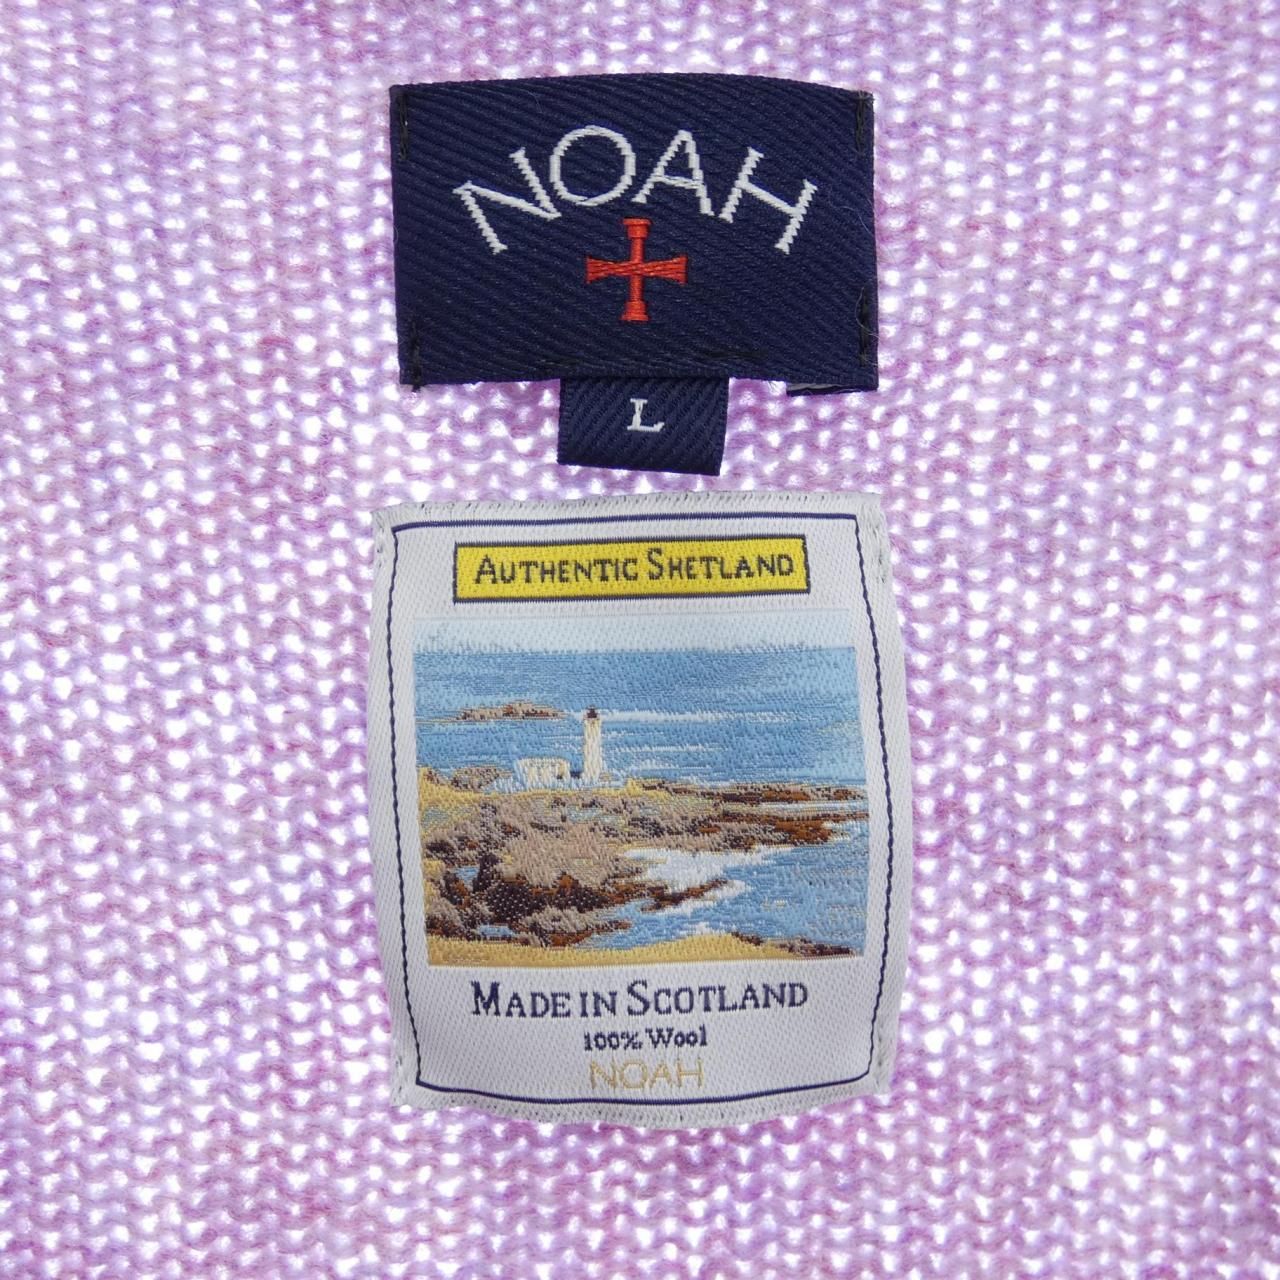 NOAH
L
AUTHENTIC SHETLAND
MADE IN SCOTLAND
100% Wool
NOAH